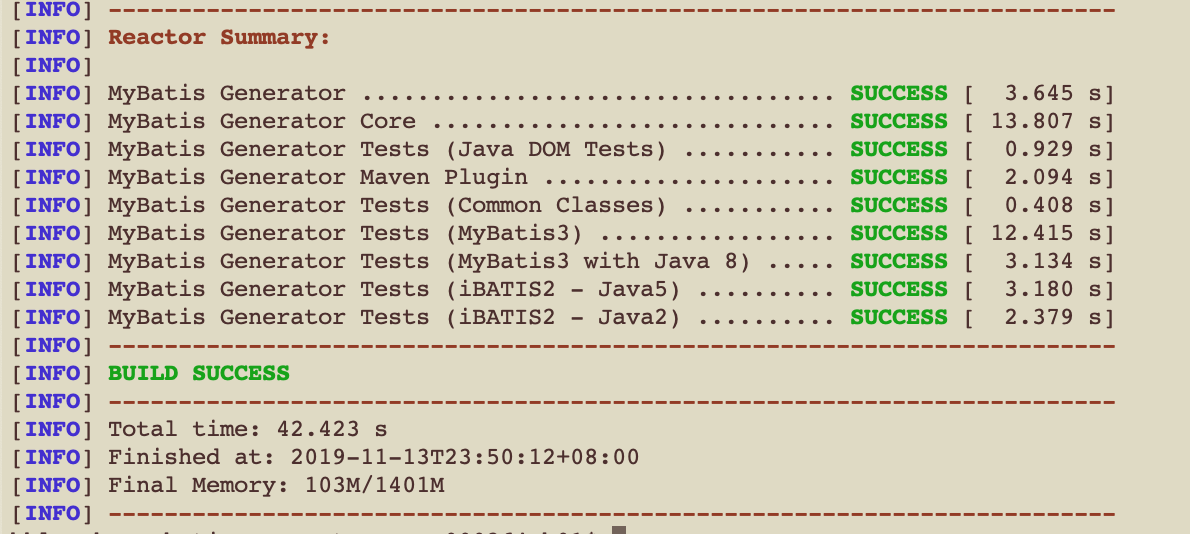 [INFO] ------------------------------------------------------------------------
[INFO] Reactor Summary:
[INFO]
[INFO] MyBatis Generator .................................. SUCCESS [  3.645 s]
[INFO] MyBatis Generator Core ............................. SUCCESS [ 13.807 s]
[INFO] MyBatis Generator Tests (Java DOM Tests) ........... SUCCESS [  0.929 s]
[INFO] MyBatis Generator Maven Plugin ..................... SUCCESS [  2.094 s]
[INFO] MyBatis Generator Tests (Common Classes) ........... SUCCESS [  0.408 s]
[INFO] MyBatis Generator Tests (MyBatis3) ................. SUCCESS [ 12.415 s]
[INFO] MyBatis Generator Tests (MyBatis3 with Java 8) ..... SUCCESS [  3.134 s]
[INFO] MyBatis Generator Tests (iBATIS2 - Java5) .......... SUCCESS [  3.180 s]
[INFO] MyBatis Generator Tests (iBATIS2 - Java2) .......... SUCCESS [  2.379 s]
[INFO] ------------------------------------------------------------------------
[INFO] BUILD SUCCESS
[INFO] ------------------------------------------------------------------------
[INFO] Total time: 42.423 s
[INFO] Finished at: 2019-11-13T23:50:12+08:00
[INFO] Final Memory: 103M/1401M
[INFO] ------------------------------------------------------------------------